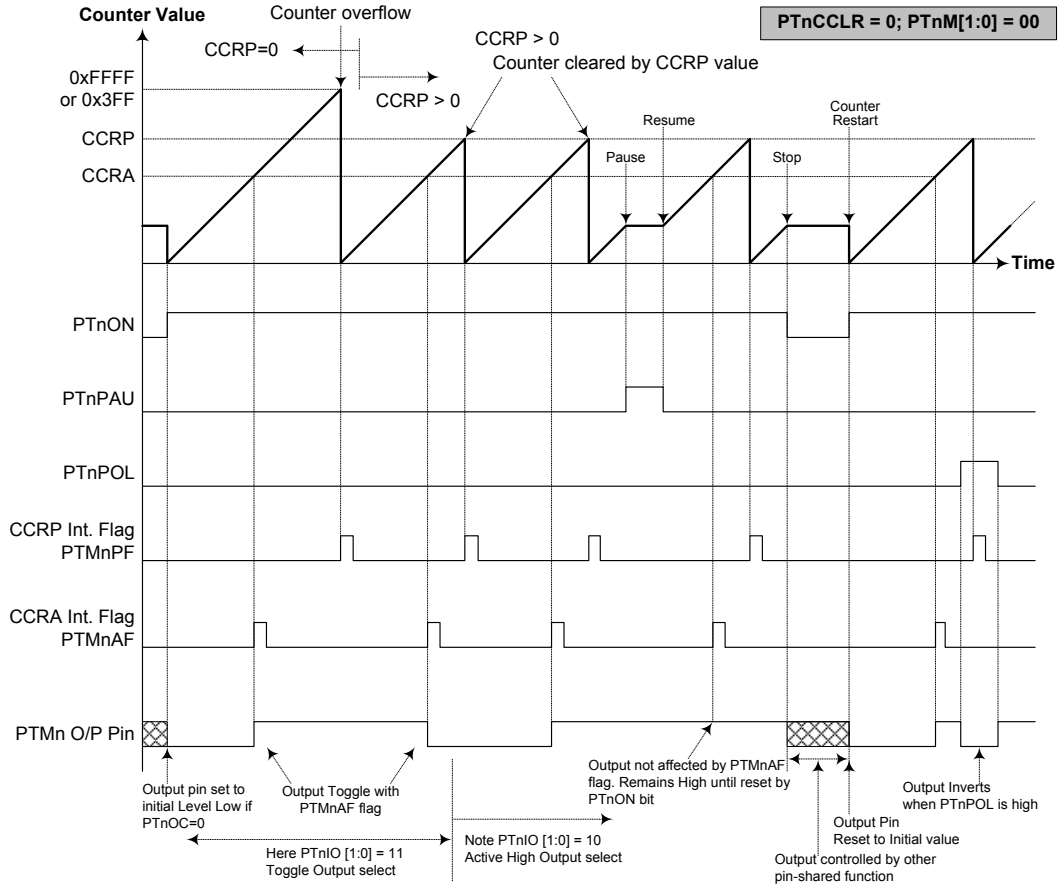 Counter Value
Counter overflow
PTnCCLR = 0; PTnM[1:0] = 00
CCRP=0
CCRP > 0
CCRP > 0
Counter cleared by CCRP value
0xFFFF
or 0x3FF
CCRP
CCRA
Pause
Resume
Stop
Counter
Restart
Time
PTnON
PTnPAU
PTnPOL
CCRP Int. Flag
PTMnPF
CCRA Int. Flag
PTMnAF
PTMn O/P Pin
Output pin set to
initial Level Low if
PTnOC=0
Output Toggle with
PTMnAF flag
Output not affected by PTMnAF
flag. Remains High until reset by
PTnON bit
Output Inverts
when PTnPOL is high
Output Pin
Reset to Initial value
Here PTnIO [1:0] = 11
Toggle Output select
Note PTnIO [1:0] = 10
Active High Output select
Output controlled by other
pin-shared function